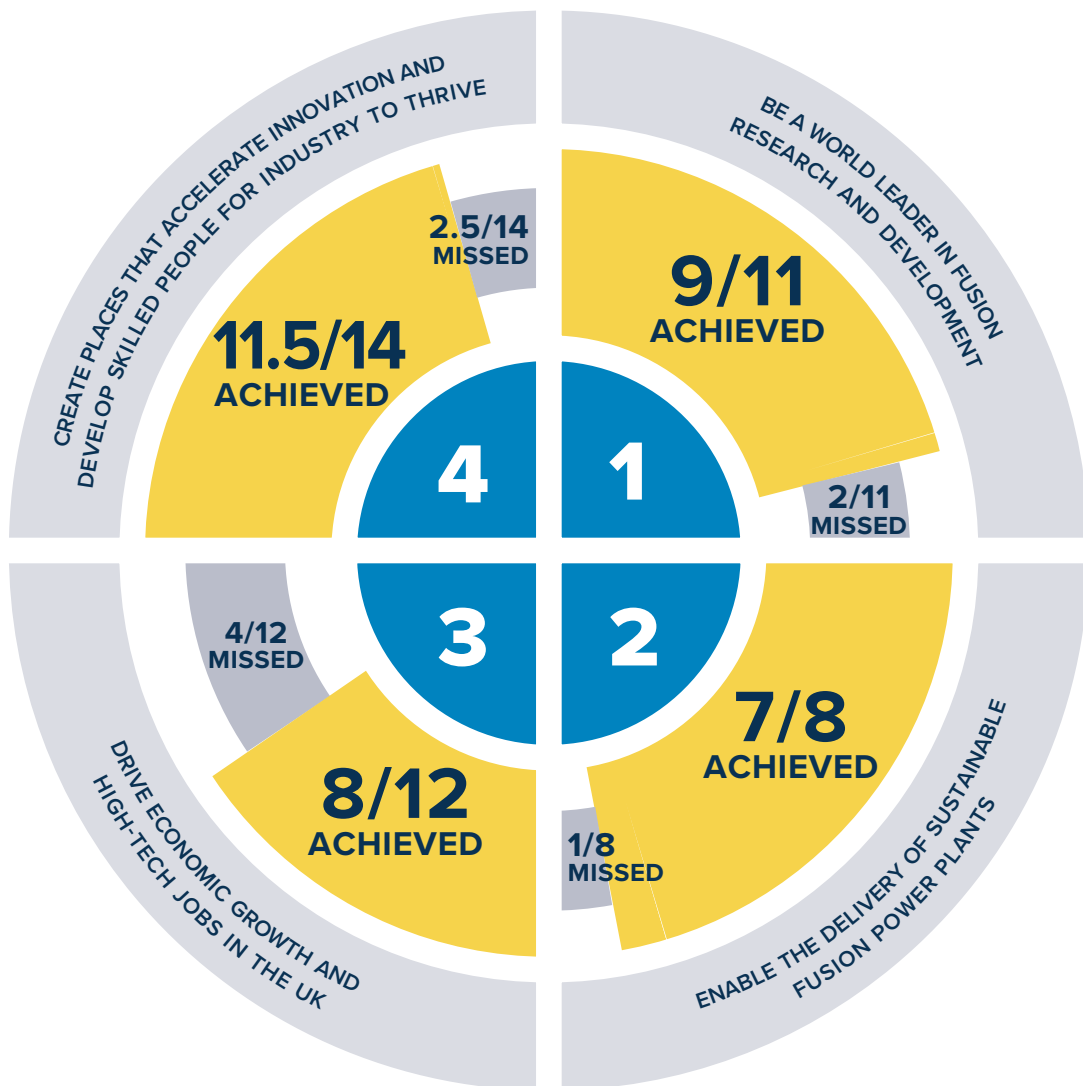 CREATE PLACES THAT ACCELERATE INNOVATION AND
DEVELOP SKILLED PEOPLE FOR INDUSTRY TO THRIVE
2.5/14
MISSED
11.5/14
ACHIEVED
4
BE A WORLD LEADER IN FUSION
RESEARCH AND DEVELOPMENT
9/11
ACHIEVED
2/11
MISSED
1
4/12
MISSED
8/12
ACHIEVED
3
DRIVE ECONOMIC GROWTH AND
HIGH-TECH JOBS IN THE UK
2
7/8
ACHIEVED
1/8
MISSED
ENABLE THE DELIVERY OF SUSTAINABLE
FUSION POWER PLANTS